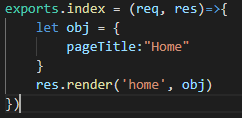 exports.index = (req, res)=>{
    let obj = {
        pageTitle:"Home"
    }
    res.render('home', obj)
})